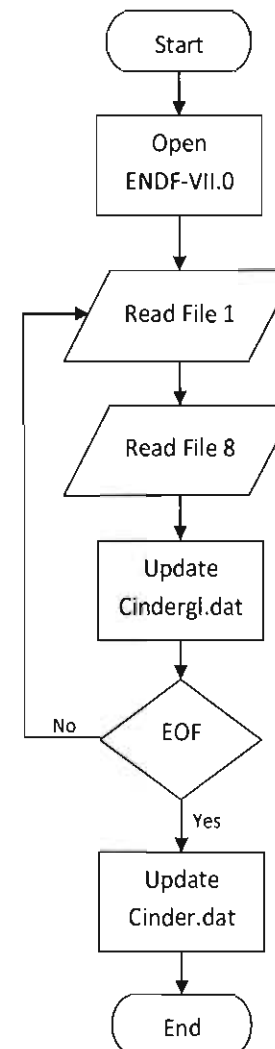 Start
Open
ENDF-VII.0
Read File 1
Read File 8
Update
Cindergl.dat
EOF
No
Yes
Update
Cinder.dat
End